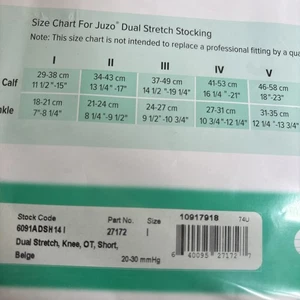 Size Chart For Juzo® Dual Stretch Stocking
Note: This size chart is not intended to replace a professional fitting by a qua
I II III IV V
Calf 29-38 cm 34-43 cm 37-49 cm 41-53 cm 46-58 cm
11 1/2"-15" 13 1/4"-17" 14 1/2 "-19 1/4" 16 1/4 "-21" 18"-23"
nkle 18-21 cm 21-24 cm 24-27 cm 27-31 cm 31-35 cm
7"-8 1/4" 8 1/4 "-9 1/2" 9 1/2"-10 3/4" 10 3/4"-12 1/4" 12 1/4 "-13 3/4"
Stock Code Part No. Size 10917918 74U
6091ADSH14 I 27172 I
Dual Stretch, Knee, OT, Short,
Beige 20-30 mmHg
6 40095 27172 7